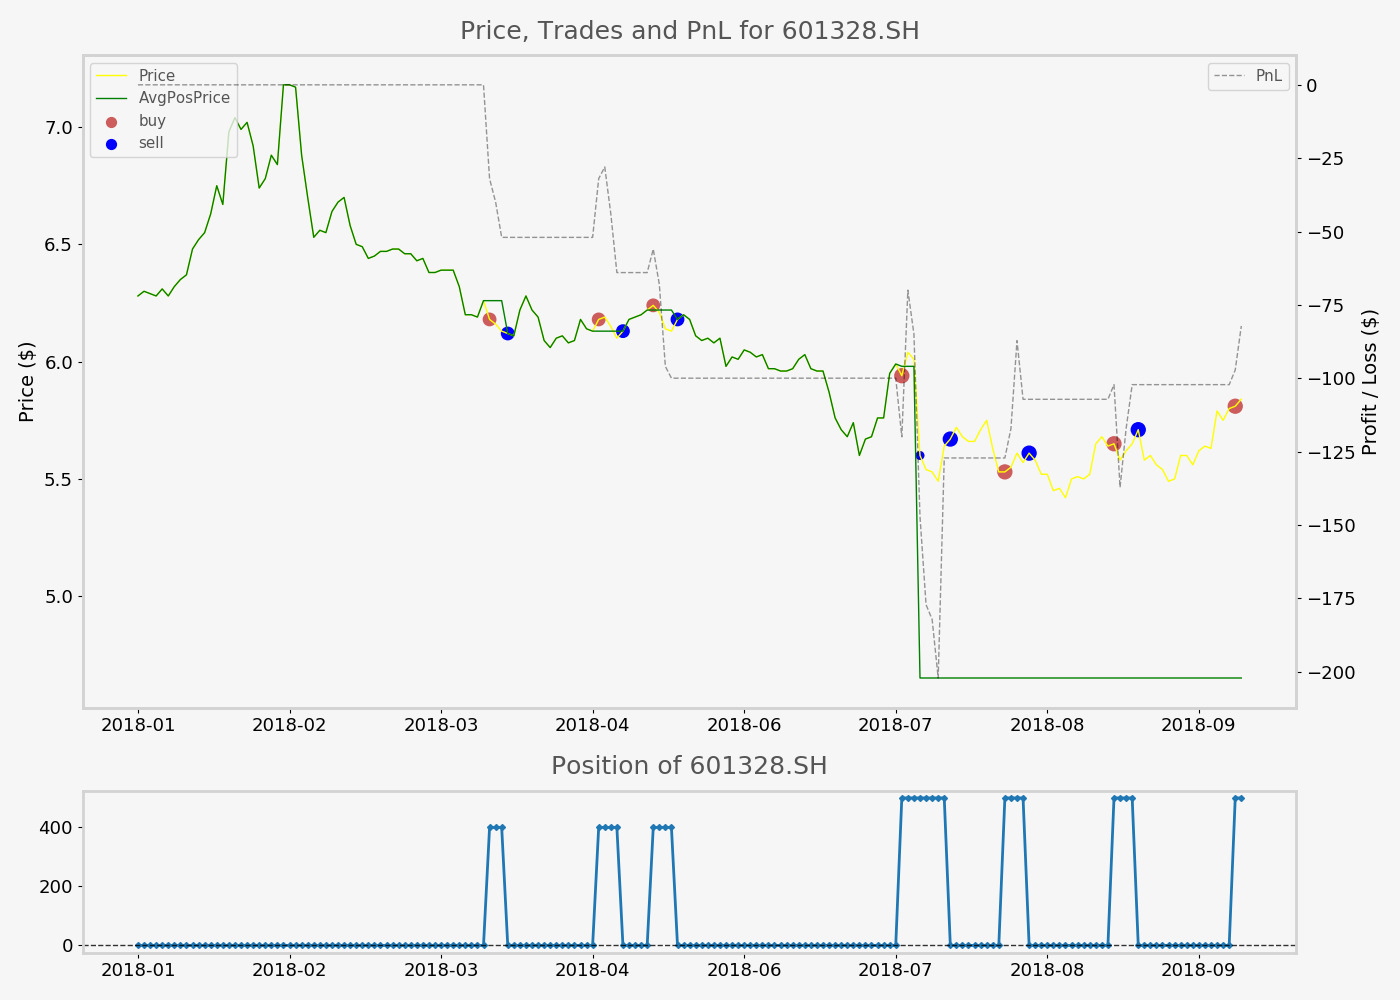 Price, Trades and PnL for 601328.SH
Price
AvgPosPrice
buy
sell
PnL
7.0
6.5
6.0
5.5
5.0
Price ($)
0
−25
−50
−75
−100
−125
−150
−175
−200
Profit / Loss ($)
2018-01 2018-02 2018-03 2018-04 2018-06 2018-07 2018-08 2018-09
Position of 601328.SH
400
200
0
2018-01 2018-02 2018-03 2018-04 2018-06 2018-07 2018-08 2018-09